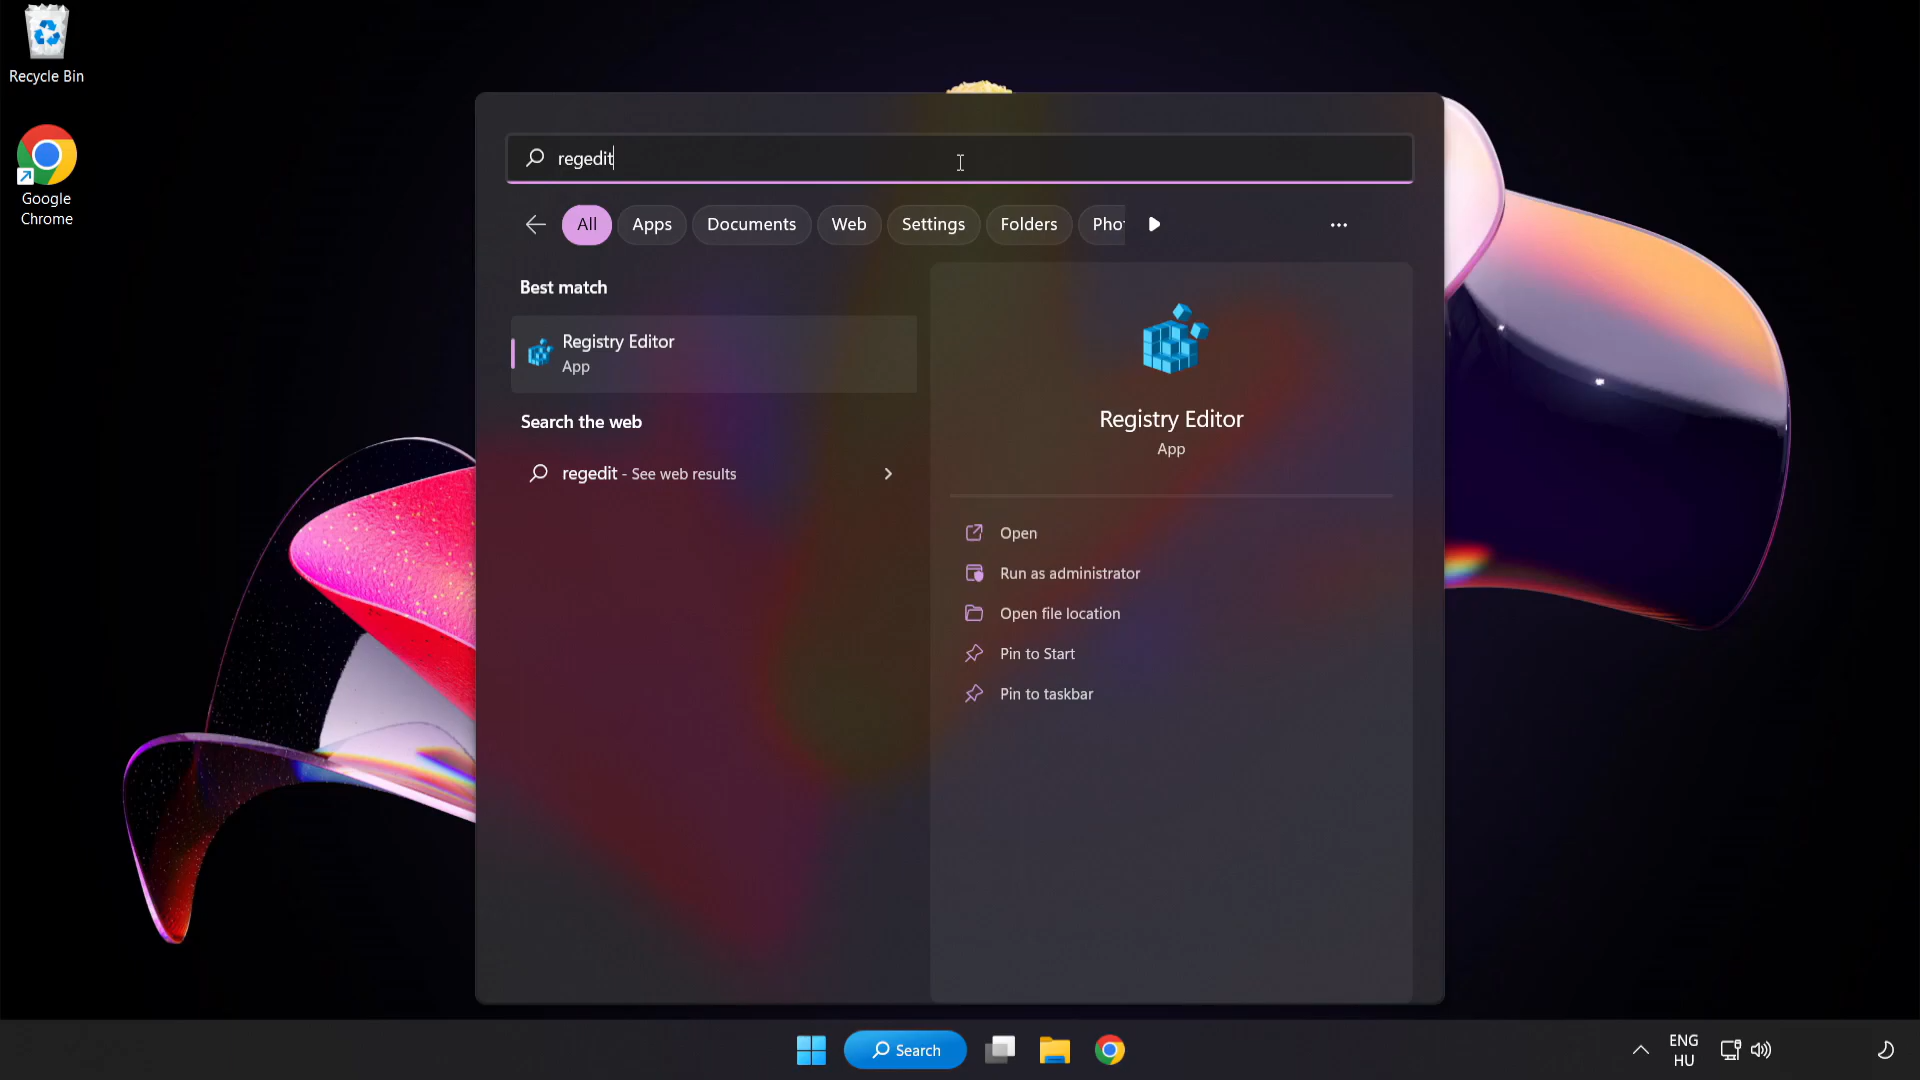 Recycle Bin
Google
Chrome
regedit
All
Apps
Documents
Web
Settings
Folders
Phot
Best match
Registry Editor
App
Search the web
regedit - See web results
Registry Editor
App
Open
Run as administrator
Open file location
Pin to Start
Pin to taskbar
Search
ENG
HU